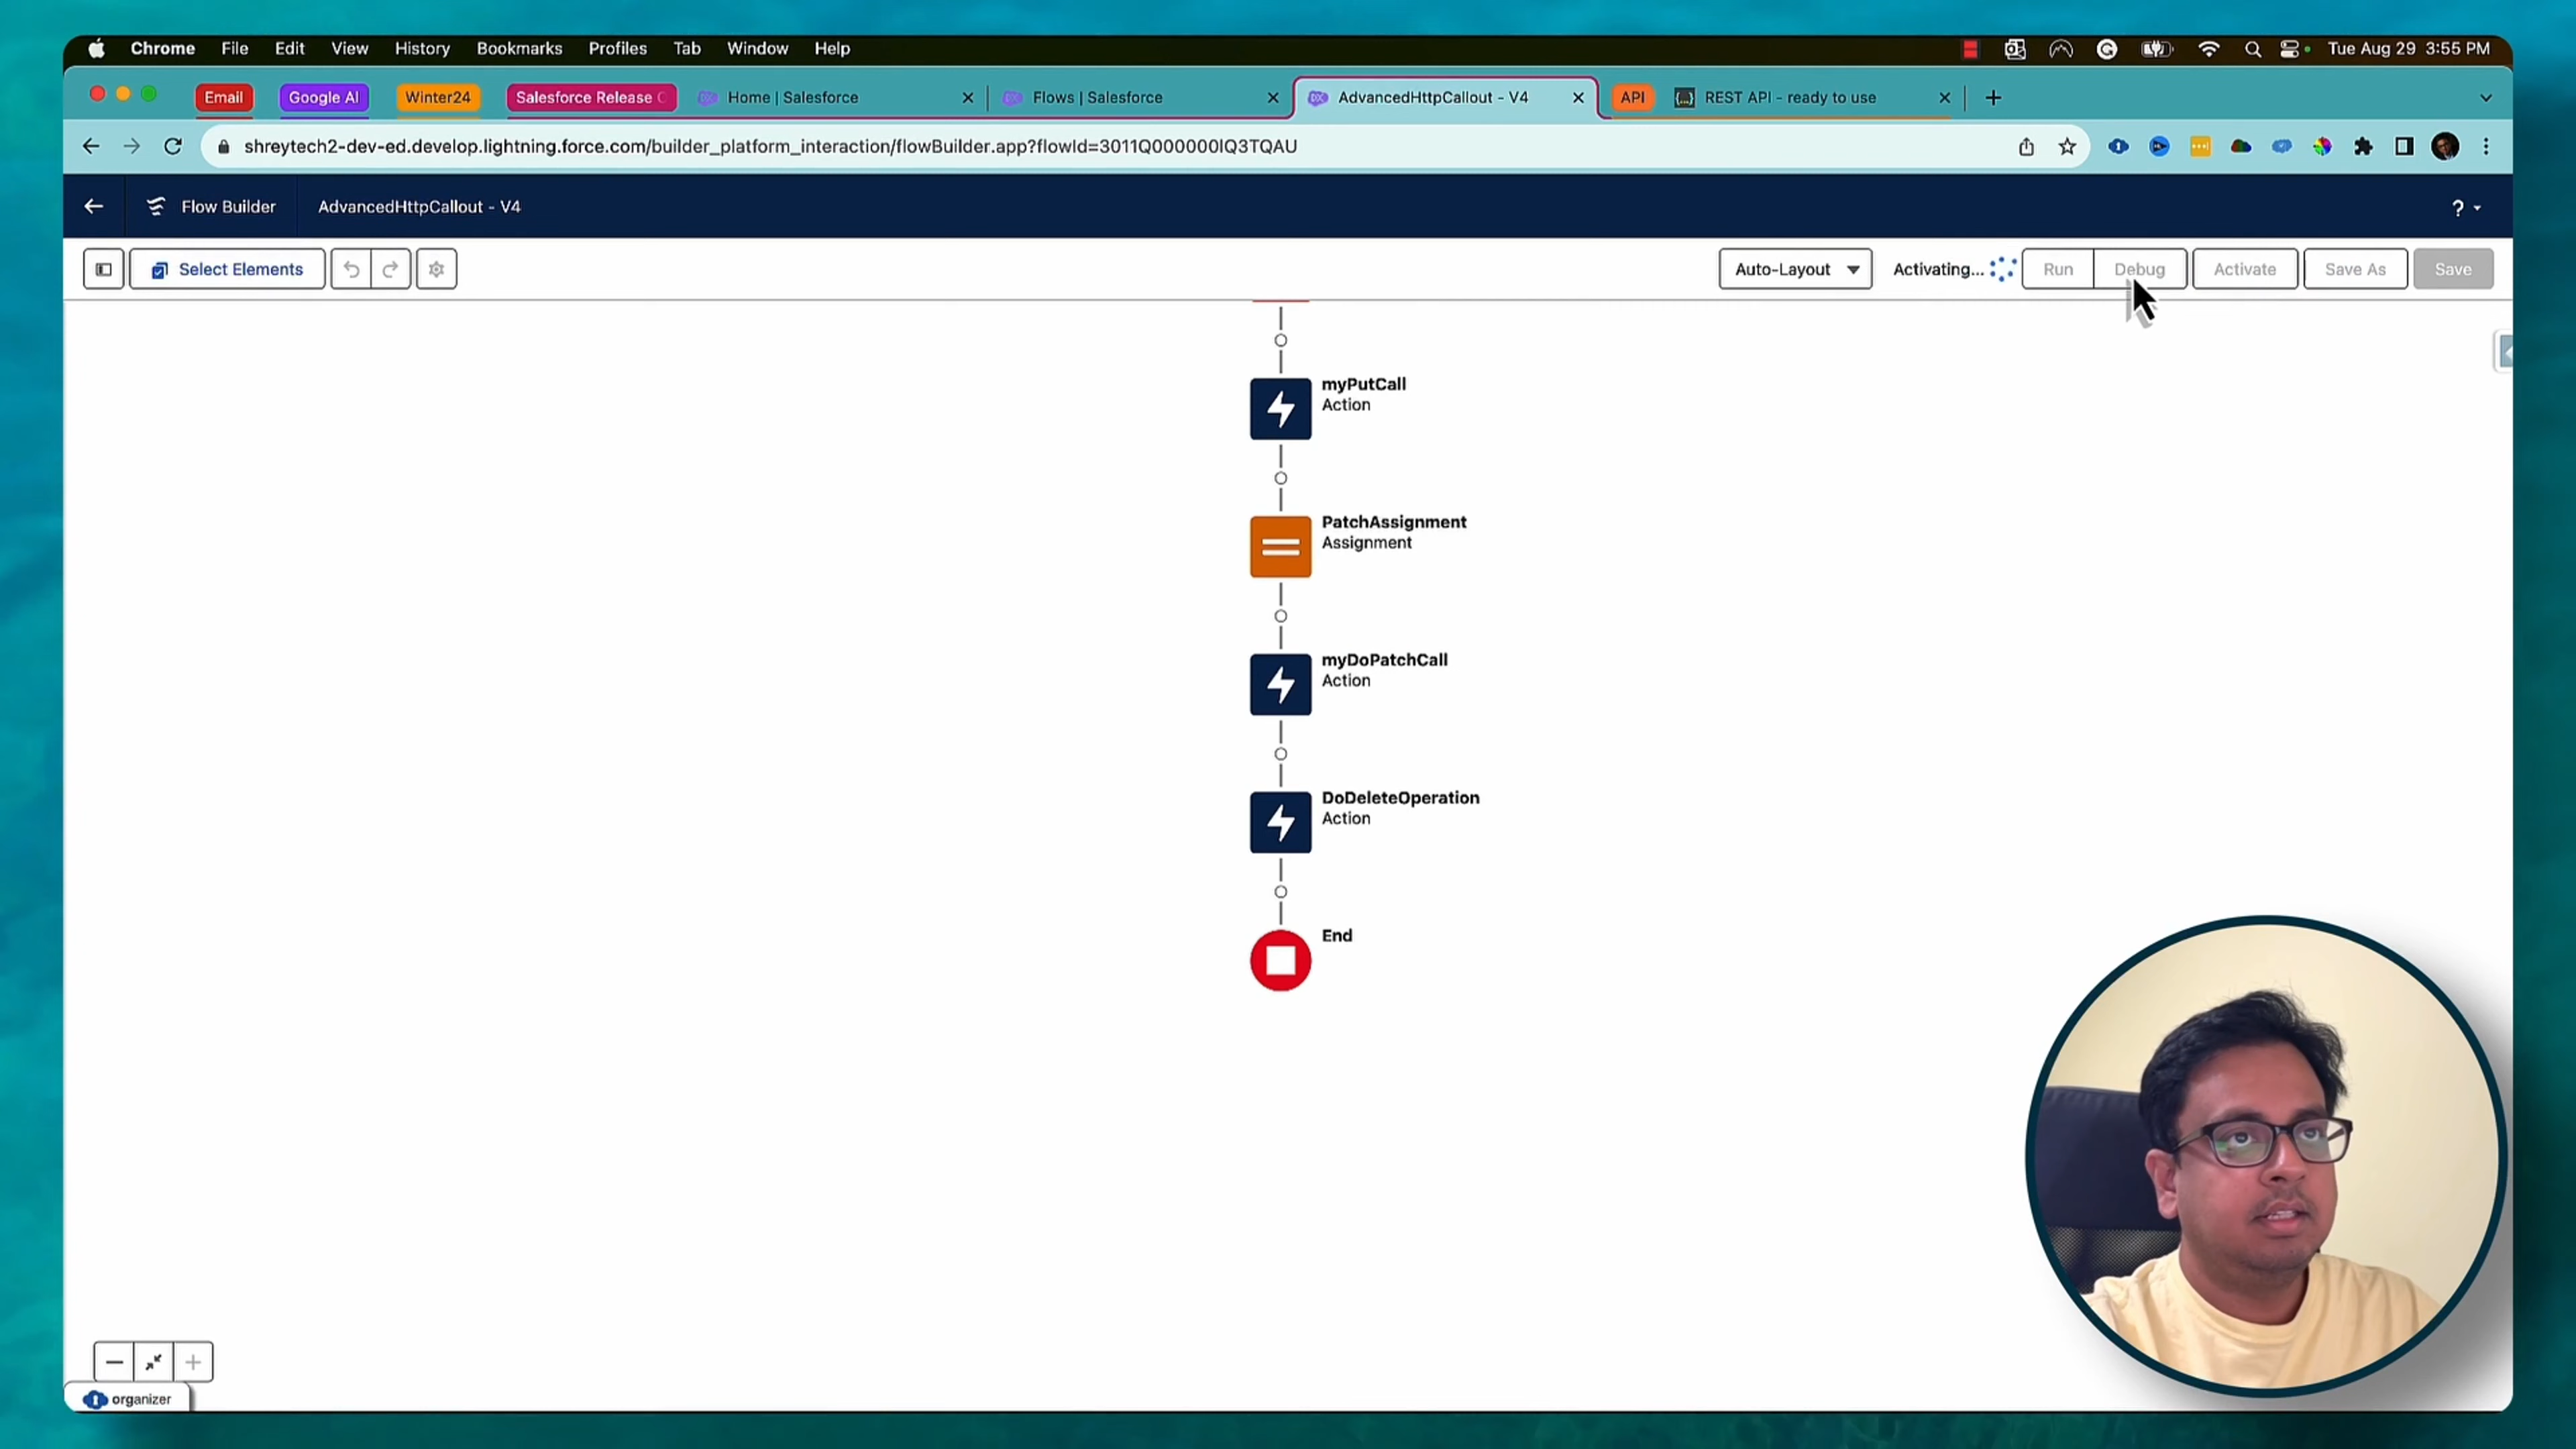 Chrome File Edit View History Bookmarks Profiles Tab Window Help Tue Aug 29 3:55 PM
Email Google AI Winter24 Salesforce Release Home | Salesforce Flows | Salesforce AdvancedHttpCallout - V4 API REST API - ready to use
shreytech2-dev-ed.develop.lightning.force.com/builder_platform_interaction/flowBuilder.app?flowId=3011Q000000IQ3TQAU
Flow Builder AdvancedHttpCallout - V4 ?
Select Elements Auto-Layout Activating... Run Debug Activate Save As Save
myPutCall
Action
PatchAssignment
Assignment
myDoPatchCall
Action
DoDeleteOperation
Action
End
organizer